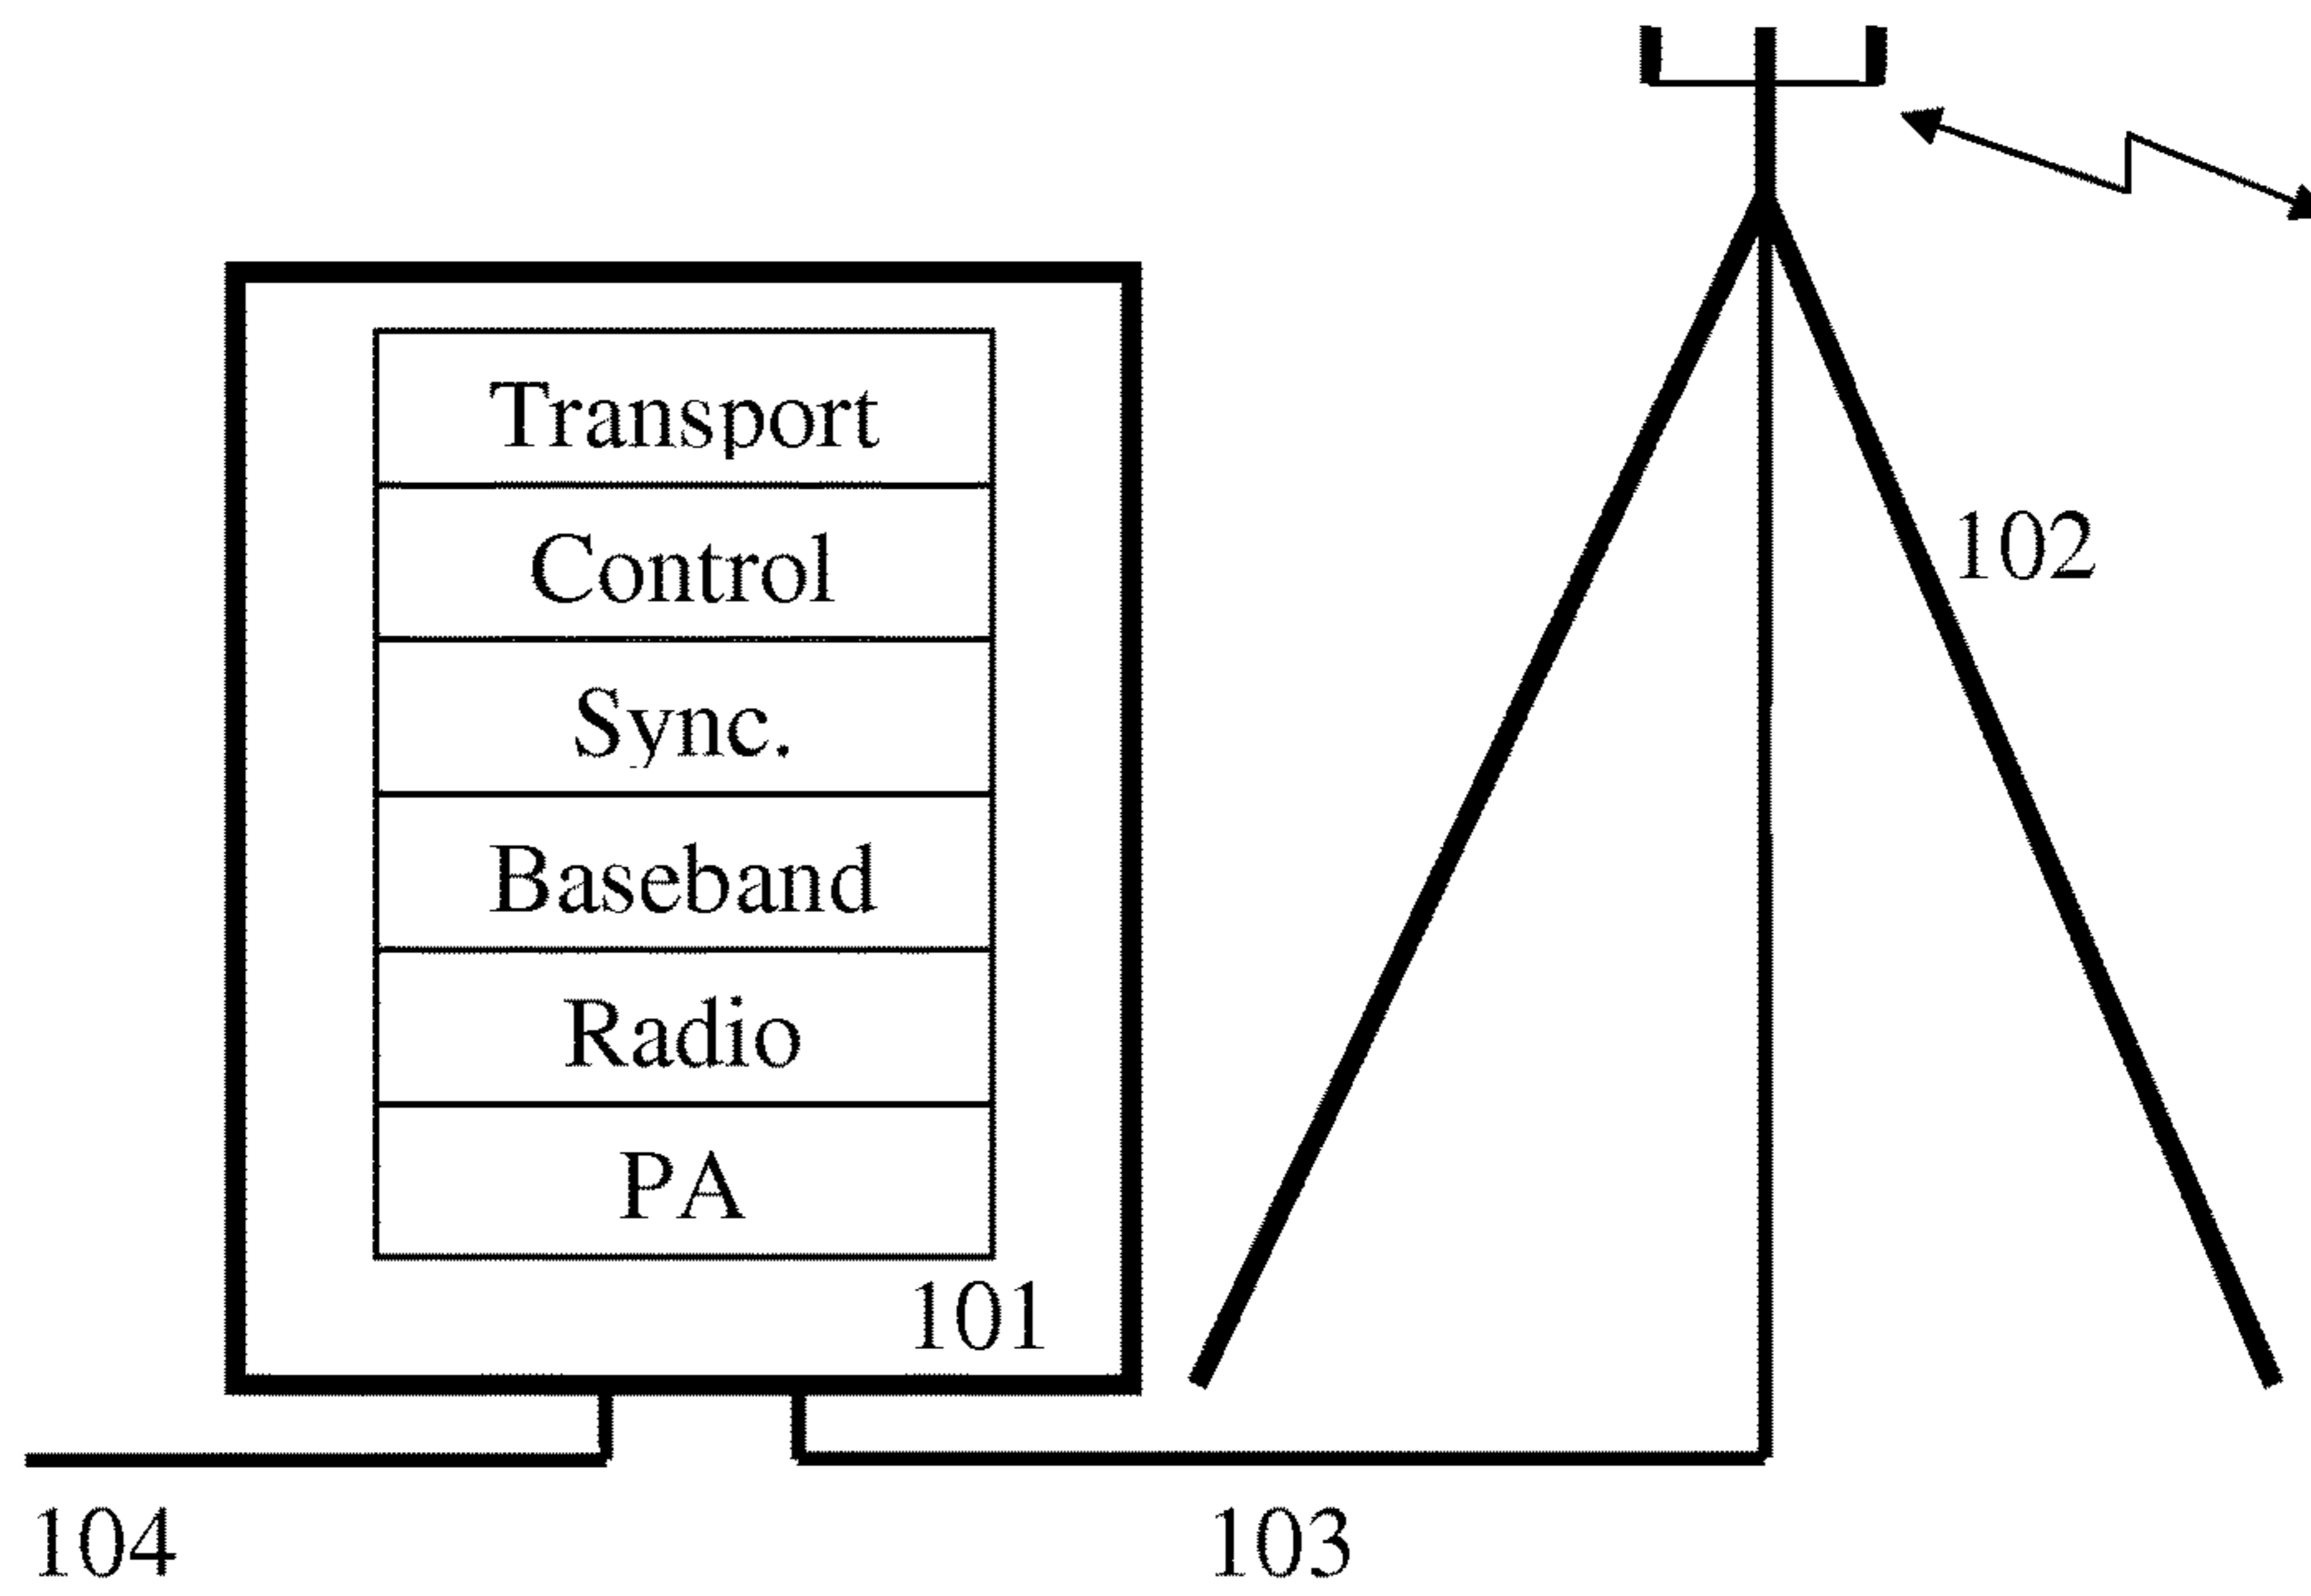 Transport
Control
Sync.
Baseband
Radio
PA
101
102
104
103